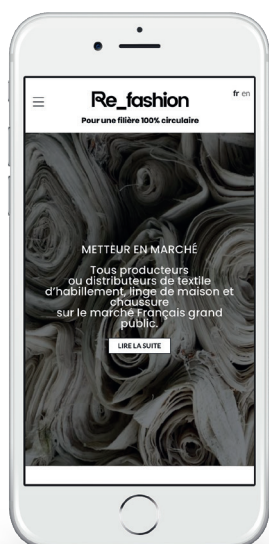 fr en
Re_fashion
Pour une filière 100% circulaire
METTEUR EN MARCHÉ
Tous producteurs
ou distributeurs de textile
d'habillement, linge de maison et
chaussure
sur le marché Français grand
public.
LIRE LA SUITE